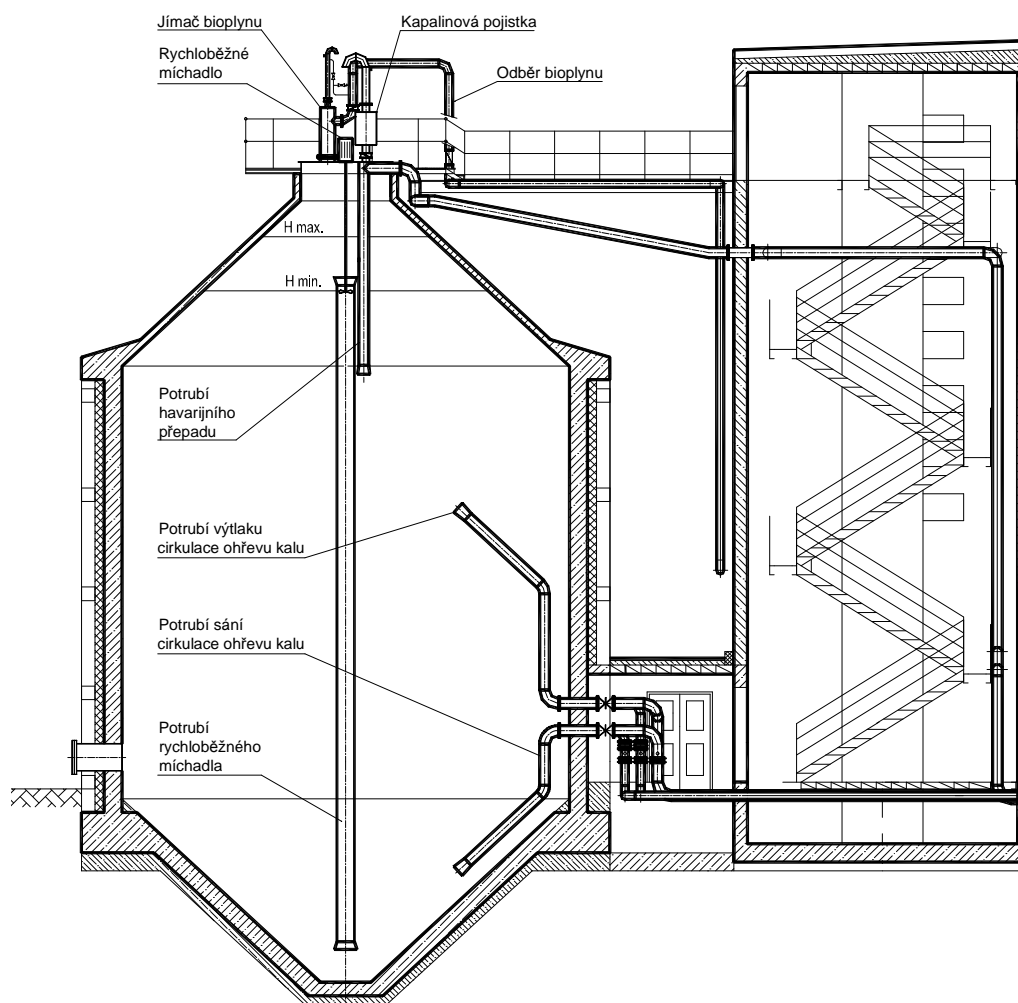 Jímač bioplynu
Kapalinová pojistka
Rychloběžné
míchadlo
Odběr bioplynu
H max.
H min.
Potrubí
havarijního
přepadu
Potrubí výtlaku
cirkulace ohřevu kalu
Potrubí sání
cirkulace ohřevu kalu
Potrubí
rychloběžného
míchadla